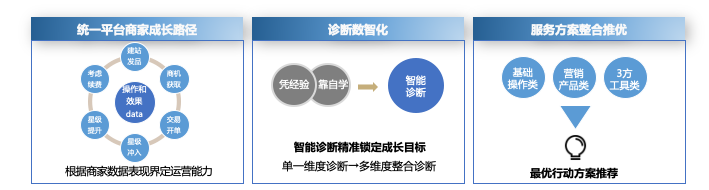 统一平台商家成长路径
建站
发品
考虑
续费
商机
获取
操作和
效果
data
星级
提升
交易
开单
星级
冲入
根据商家数据表现界定运营能力
诊断数智化
凭经验
靠自学
智能
诊断
智能诊断精准锁定成长目标
单一维度诊断→多维度整合诊断
服务方案整合推优
基础
操作类
营销
产品类
3方
工具类
最优行动方案推荐